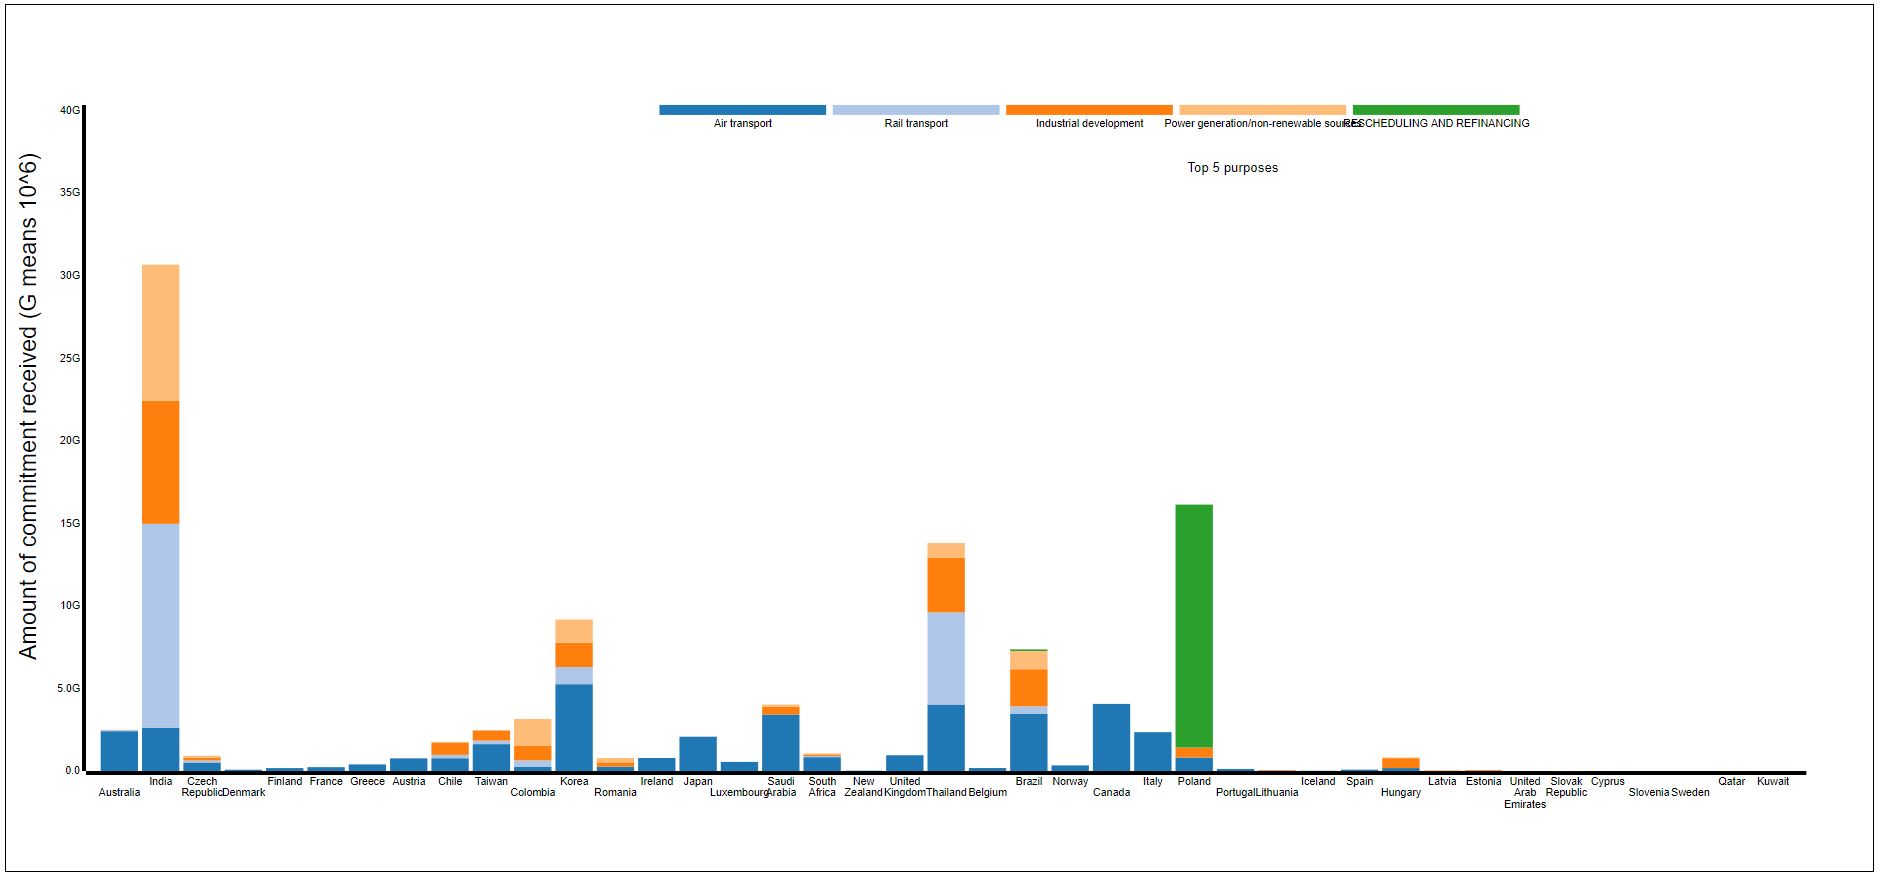 40G
35G
30G
25G
20G
15G
10G
5.0G
0.0
Amount of commitment received (G means 10^6)
Air transport
Rail transport
Industrial development
Power generation/non-renewable sources
RESCHEDULING AND REFINANCING
Top 5 purposes
Australia
India
Czech
Republic
Denmark
Finland
France
Greece
Austria
Chile
Taiwan
Colombia
Korea
Romania
Ireland
Japan
Luxembourg
Saudi
Arabia
South
Africa
New
Zealand
United
Kingdom
Thailand
Belgium
Brazil
Norway
Canada
Italy
Poland
Portugal
Lithuania
Iceland
Spain
Hungary
Latvia
Estonia
United
Arab
Emirates
Slovak
Republic
Cyprus
Slovenia
Sweden
Qatar
Kuwait